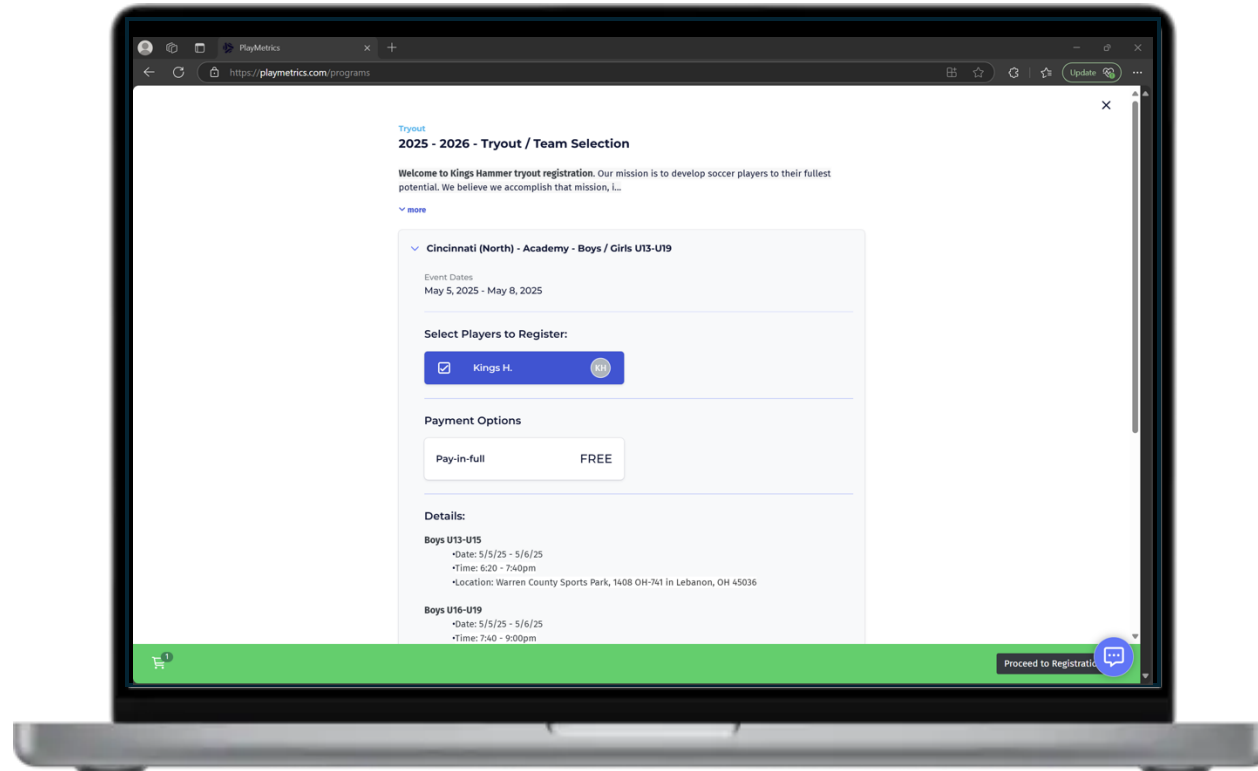 PlayMetrics
https://playmetrics.com/programs
Update
Tryout
2025 - 2026 - Tryout / Team Selection
Welcome to Kings Hammer tryout registration. Our mission is to develop soccer players to their fullest
potential. We believe we accomplish that mission, i...
more
Cincinnati (North) - Academy - Boys / Girls U13-U19
Event Dates
May 5, 2025 - May 8, 2025
Select Players to Register:
Kings H.
KH
Payment Options
Pay-in-full FREE
Details:
Boys U13-U15
•Date: 5/5/25 - 5/6/25
•Time: 6:20 - 7:40pm
•Location: Warren County Sports Park, 1408 OH-741 in Lebanon, OH 45036
Boys U16-U19
•Date: 5/5/25 - 5/6/25
•Time: 7:40 - 9:00pm
1
Proceed to Registratio